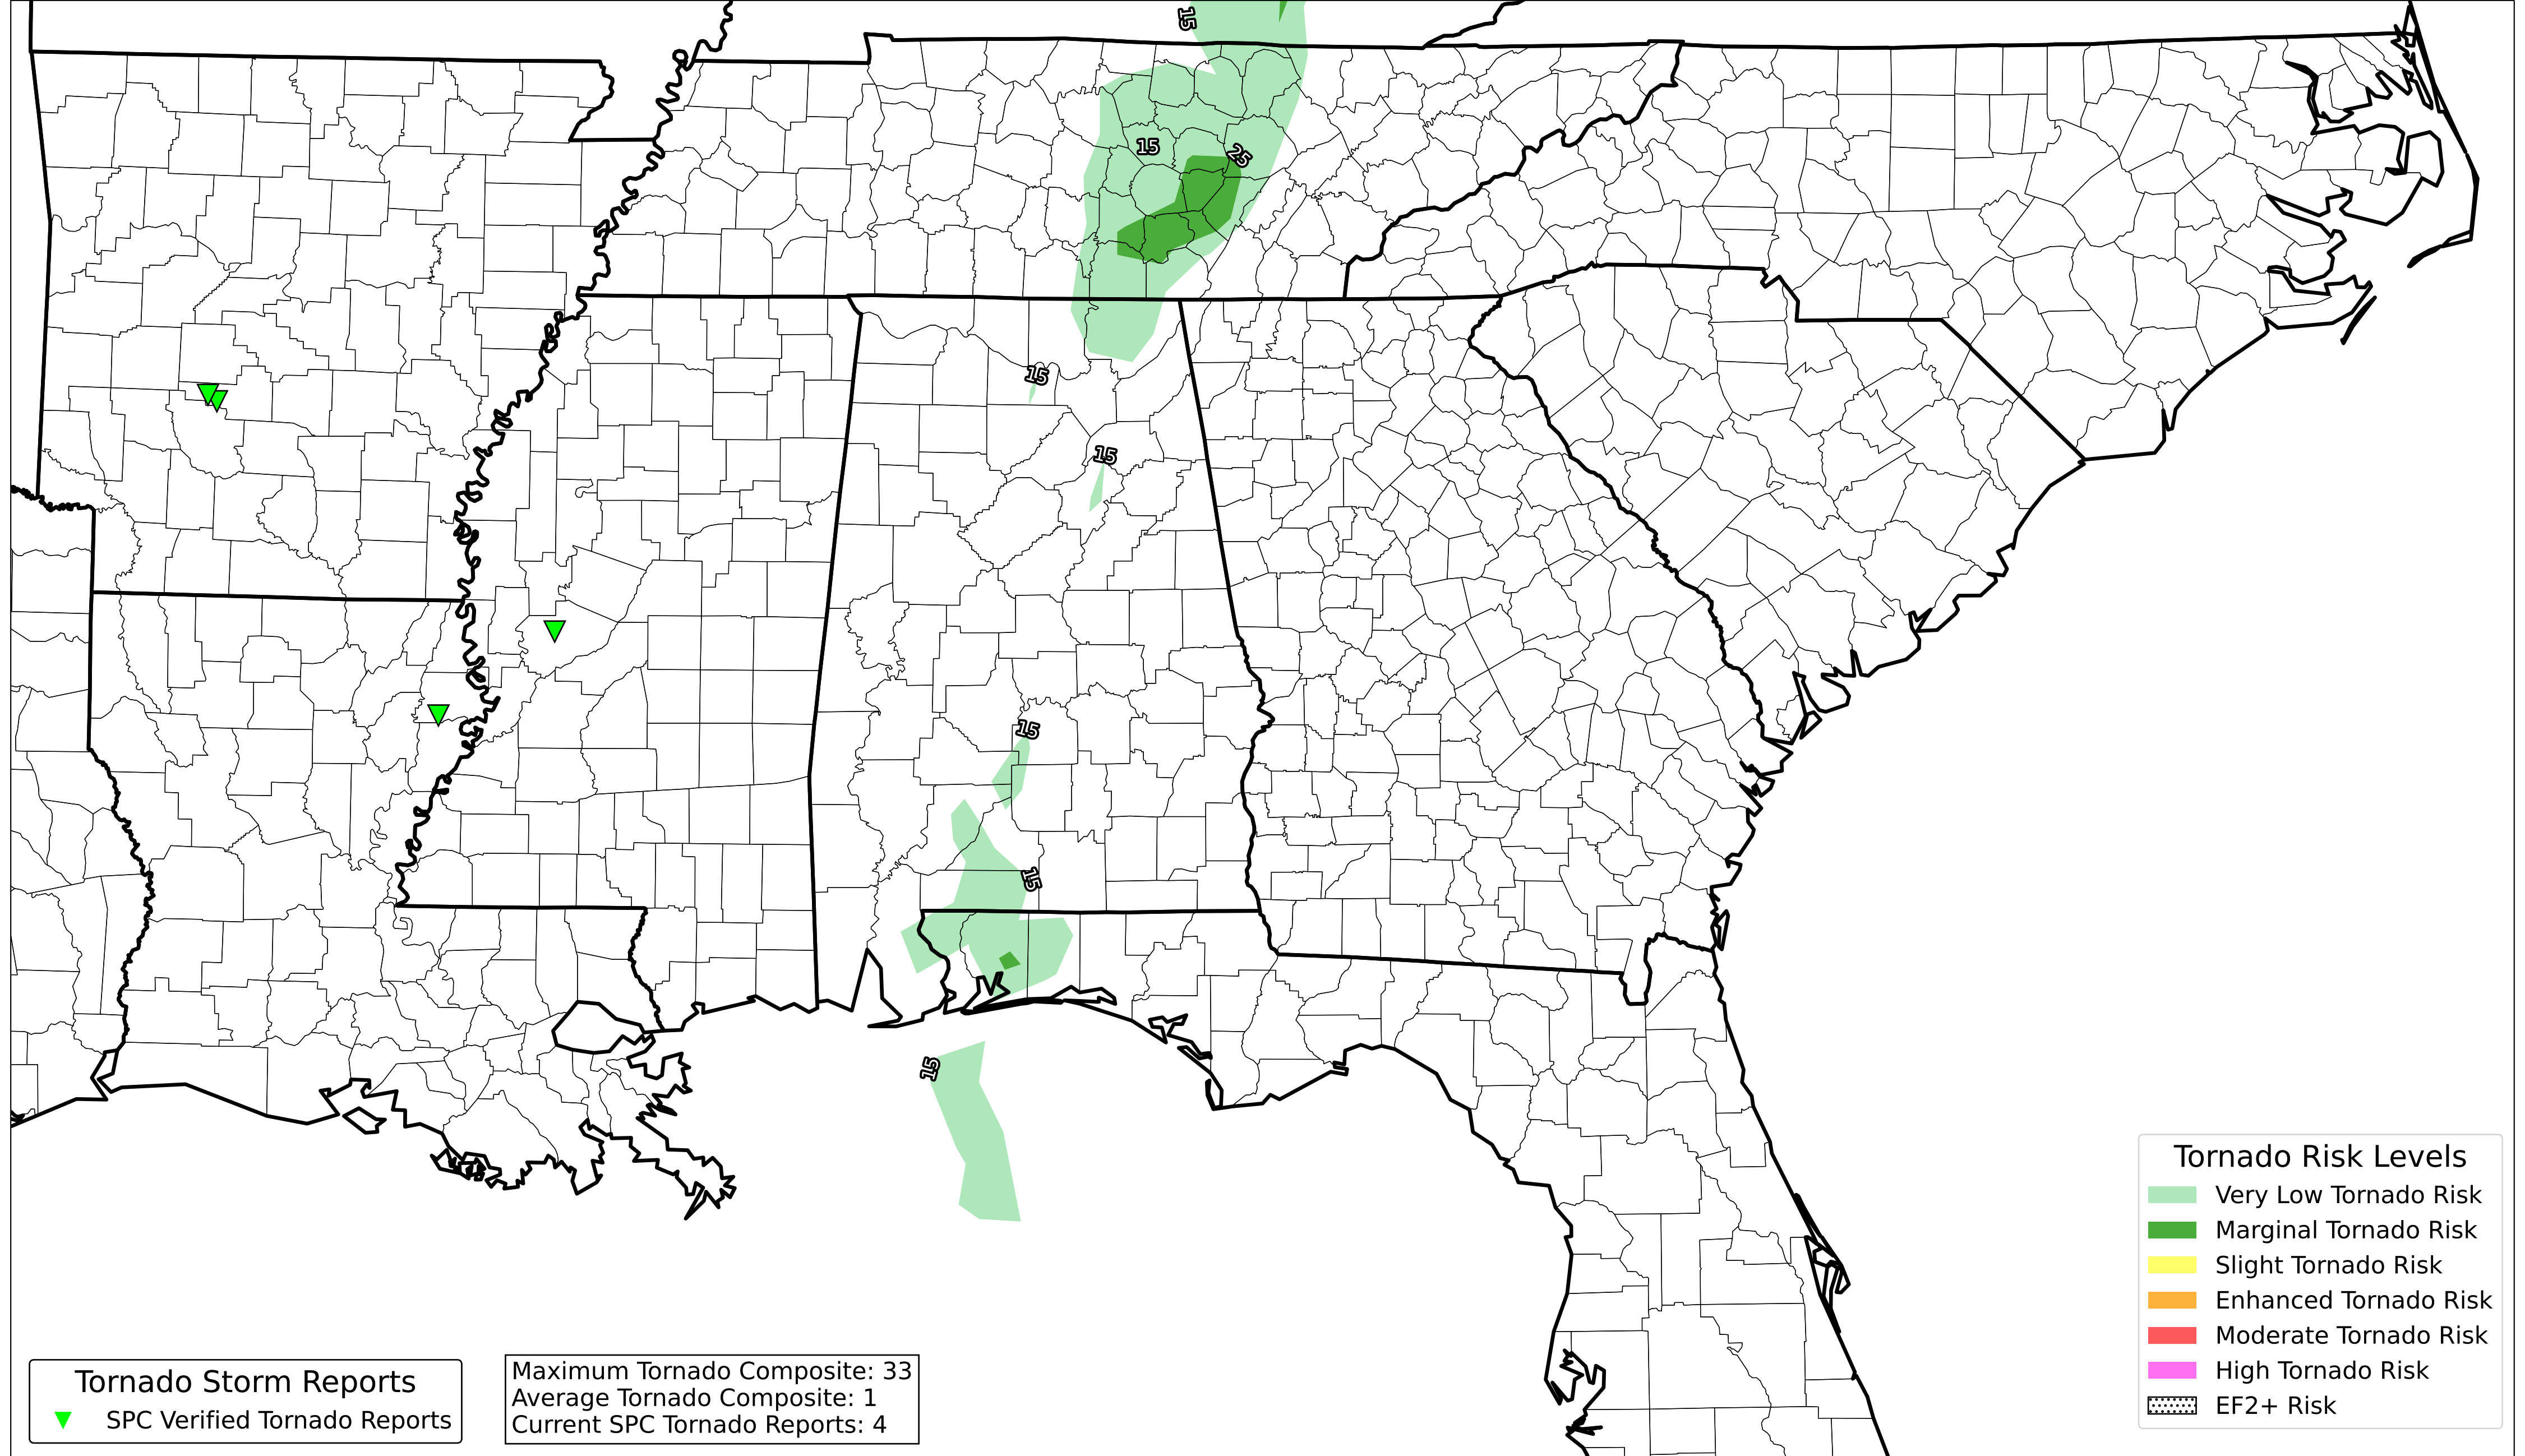 15
15
25
15
15
15
15
15
Tornado Risk Levels
Very Low Tornado Risk
Marginal Tornado Risk
Slight Tornado Risk
Enhanced Tornado Risk
Moderate Tornado Risk
High Tornado Risk
EF2+ Risk
Tornado Storm Reports
SPC Verified Tornado Reports
Maximum Tornado Composite: 33
Average Tornado Composite: 1
Current SPC Tornado Reports: 4